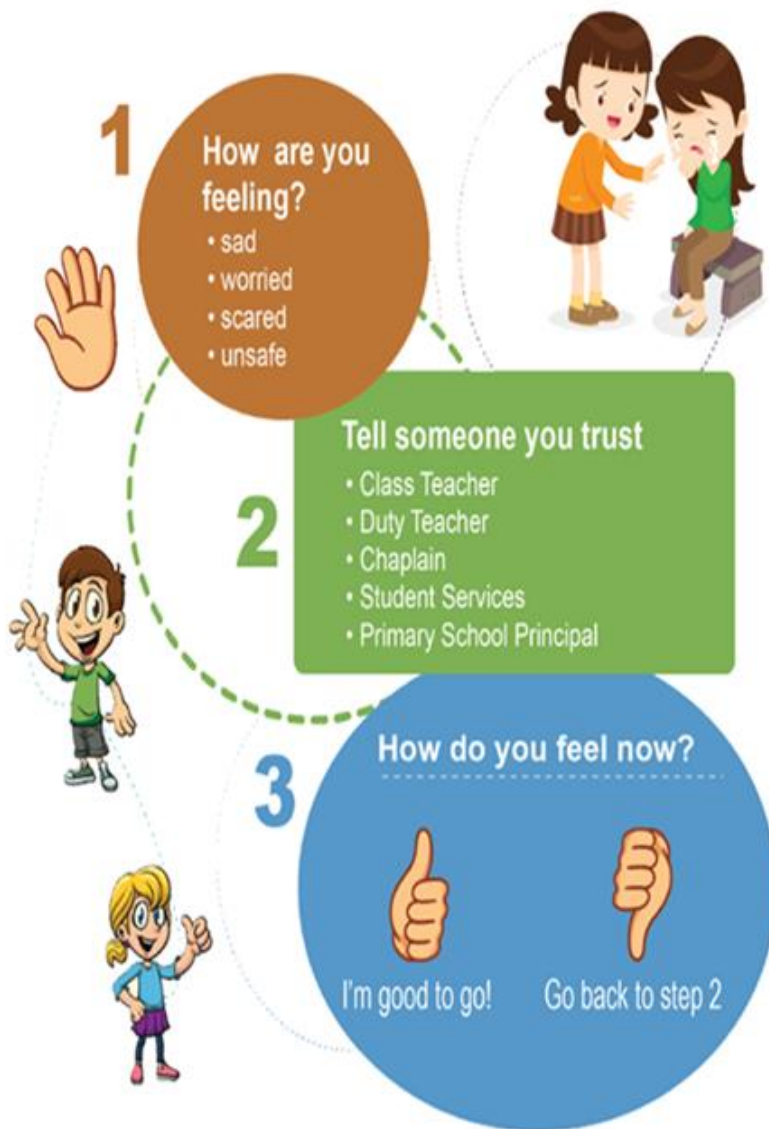 1
How are you
feeling?
• sad
• worried
• scared
• unsafe
2
Tell someone you trust
• Class Teacher
• Duty Teacher
• Chaplain
• Student Services
• Primary School Principal
3
How do you feel now?
I'm good to go!
Go back to step 2